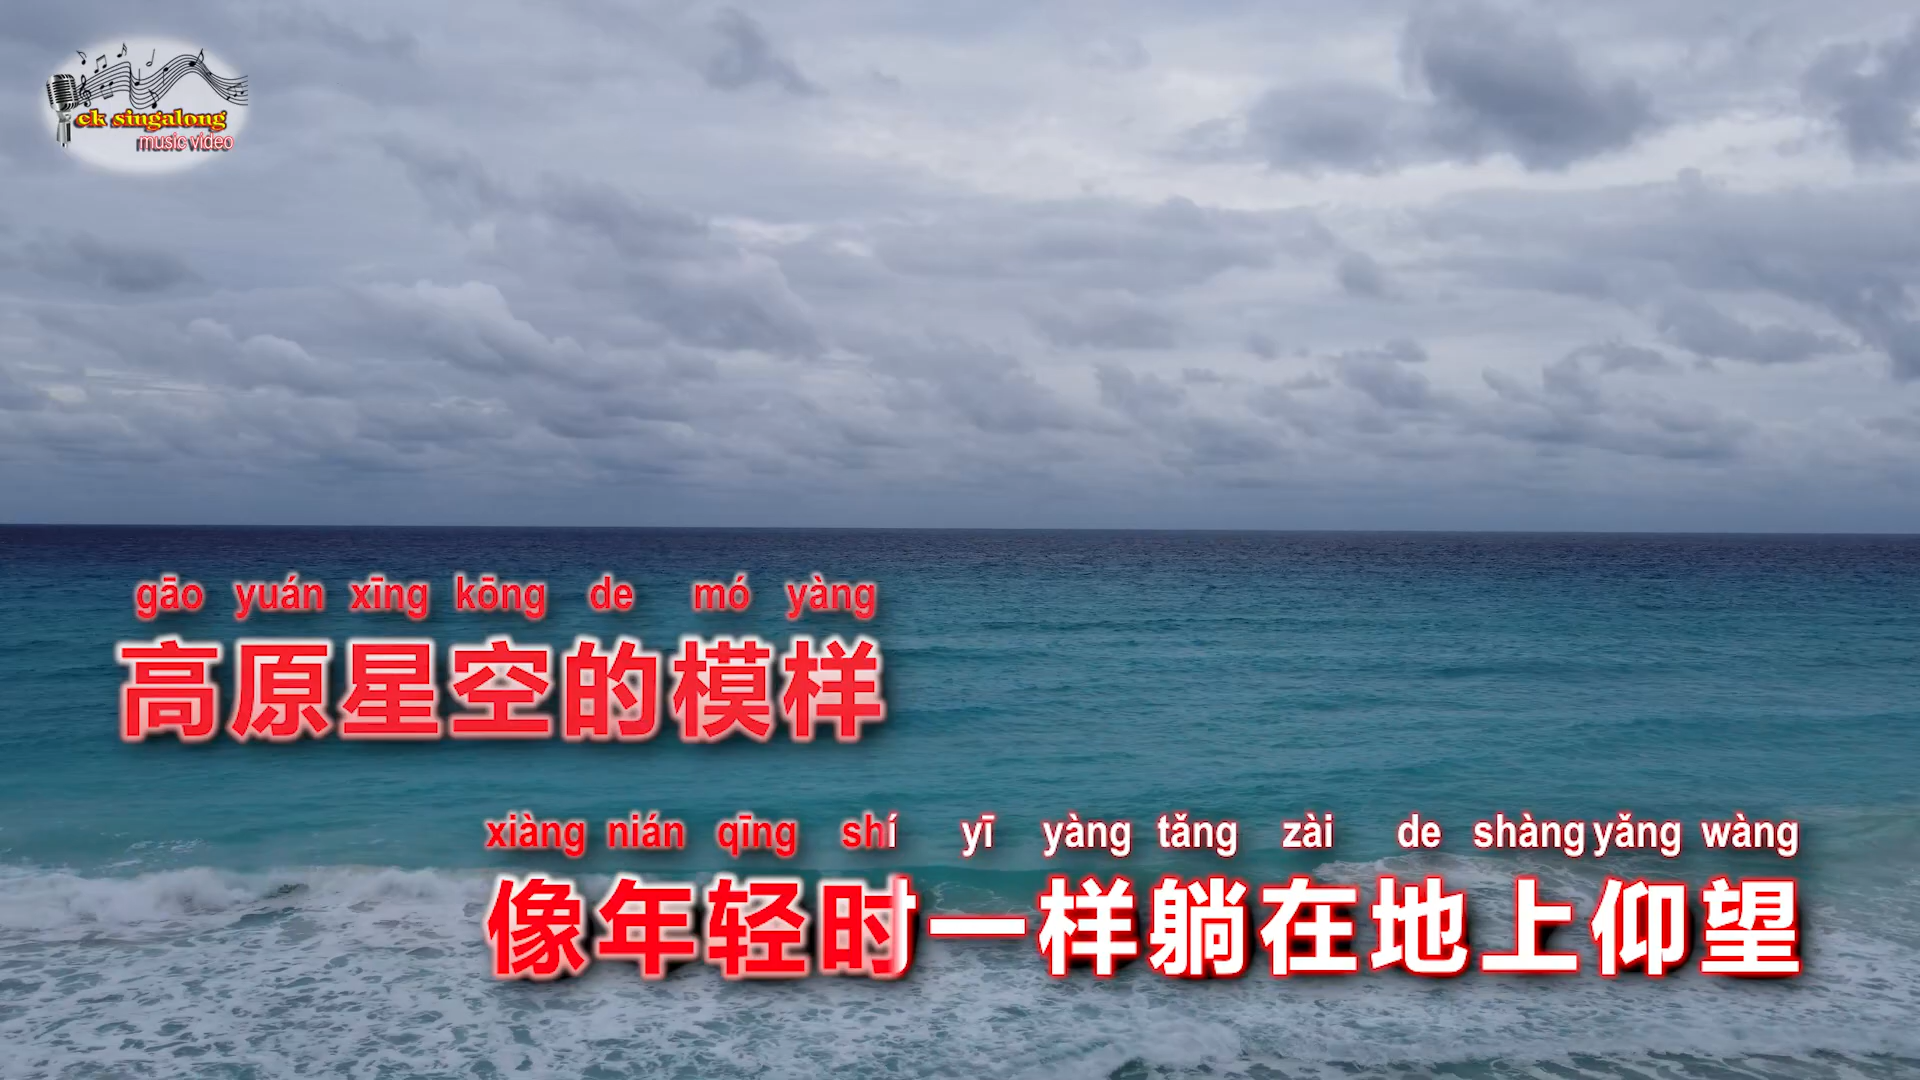 ck singalong
music video
gāo yuán xīng kōng de mó yàng
高原星空的模样
xiàng nián qīng shí yī yàng tǎng zài de shàng yǎng wàng
像年轻时一样躺在地上仰望